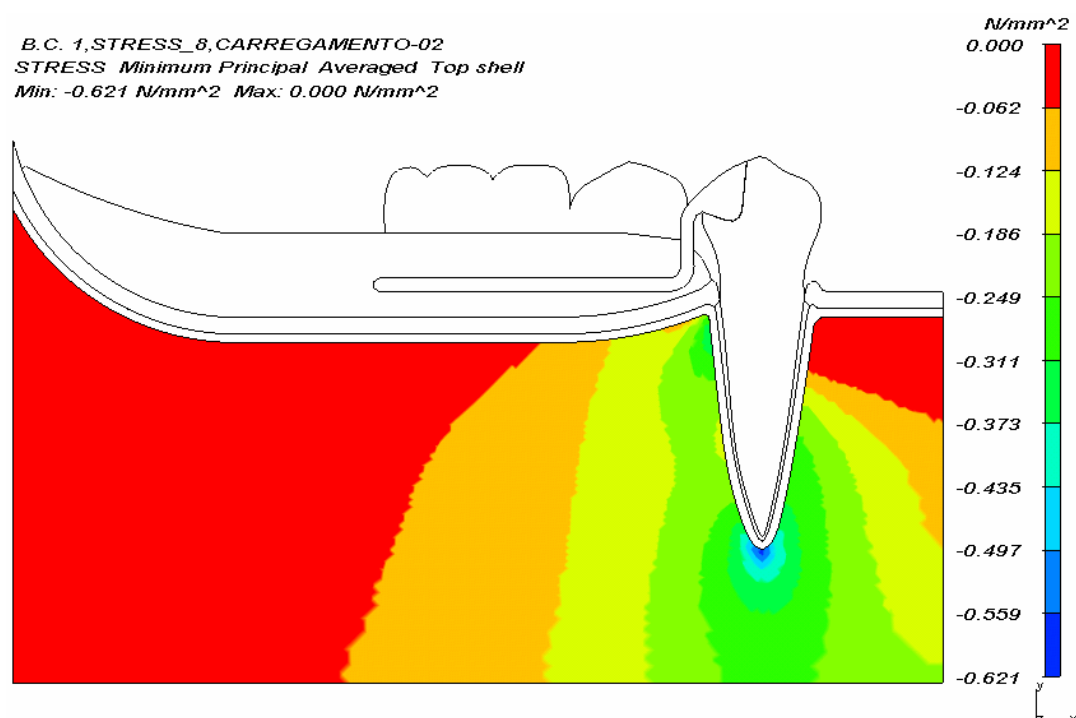 N/mm^2
B.C. 1,STRESS_8,CARREGAMENTO-02
STRESS Minimum Principal Averaged Top shell
Min: -0.621 N/mm^2 Max: 0.000 N/mm^2
0.000
-0.062
-0.124
-0.186
-0.249
-0.311
-0.373
-0.435
-0.497
-0.559
-0.621
y